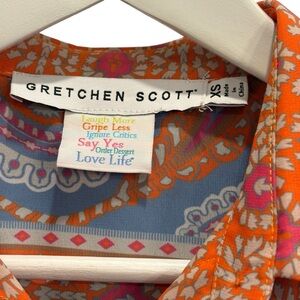 GRETCHEN SCOTT
XS
Made
In
China
Laugh More
Gripe Less
Ignore Critics
Say Yes
Order Dessert
Love Life